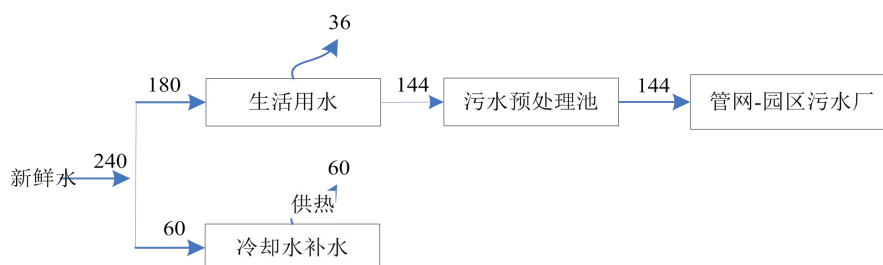 36
180
生活用水
144
污水预处理池
144
管网-园区污水厂
新鲜水
240
60
供热
60
冷却水补水